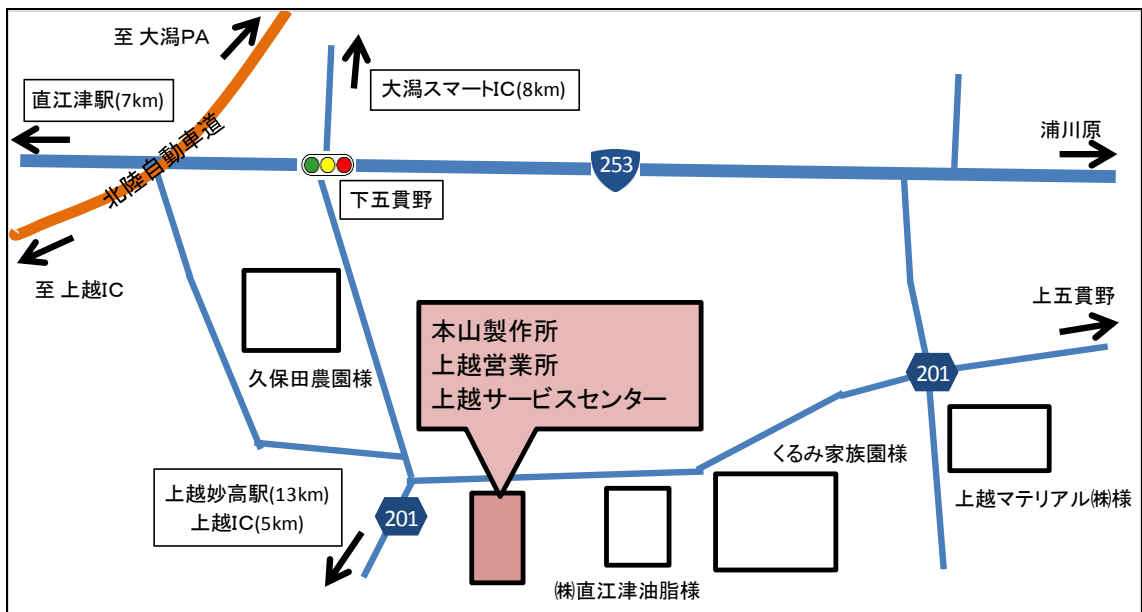 至 大潟PA
直江津駅(7km)
大潟スマートIC(8km)
北陸自動車道
浦川原
253
下五貫野
至 上越IC
上五貫野
本山製作所
上越営業所
上越サービスセンター
久保田農園様
201
くるみ家族園様
上越妙高駅(13km)
上越IC(5km)
201
上越マテリアル㈱様
㈱直江津油脂様